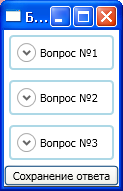 Б...
Вопрос №1
Вопрос №2
Вопрос №3
Сохранение ответа